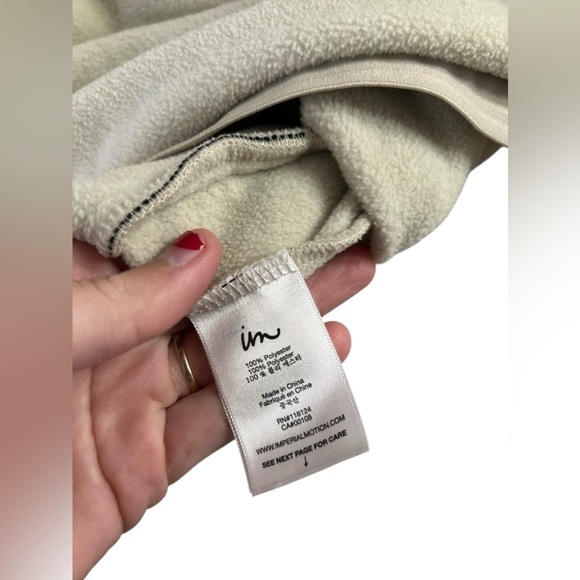 im
100% Polyester
100% Polyester
100 % 폴리 에스터
Made in China
Fabriqué en Chine
중국산
RN#118124
CA#00109
WWW.IMPERIALMOTION.COM
SEE NEXT PAGE FOR CARE